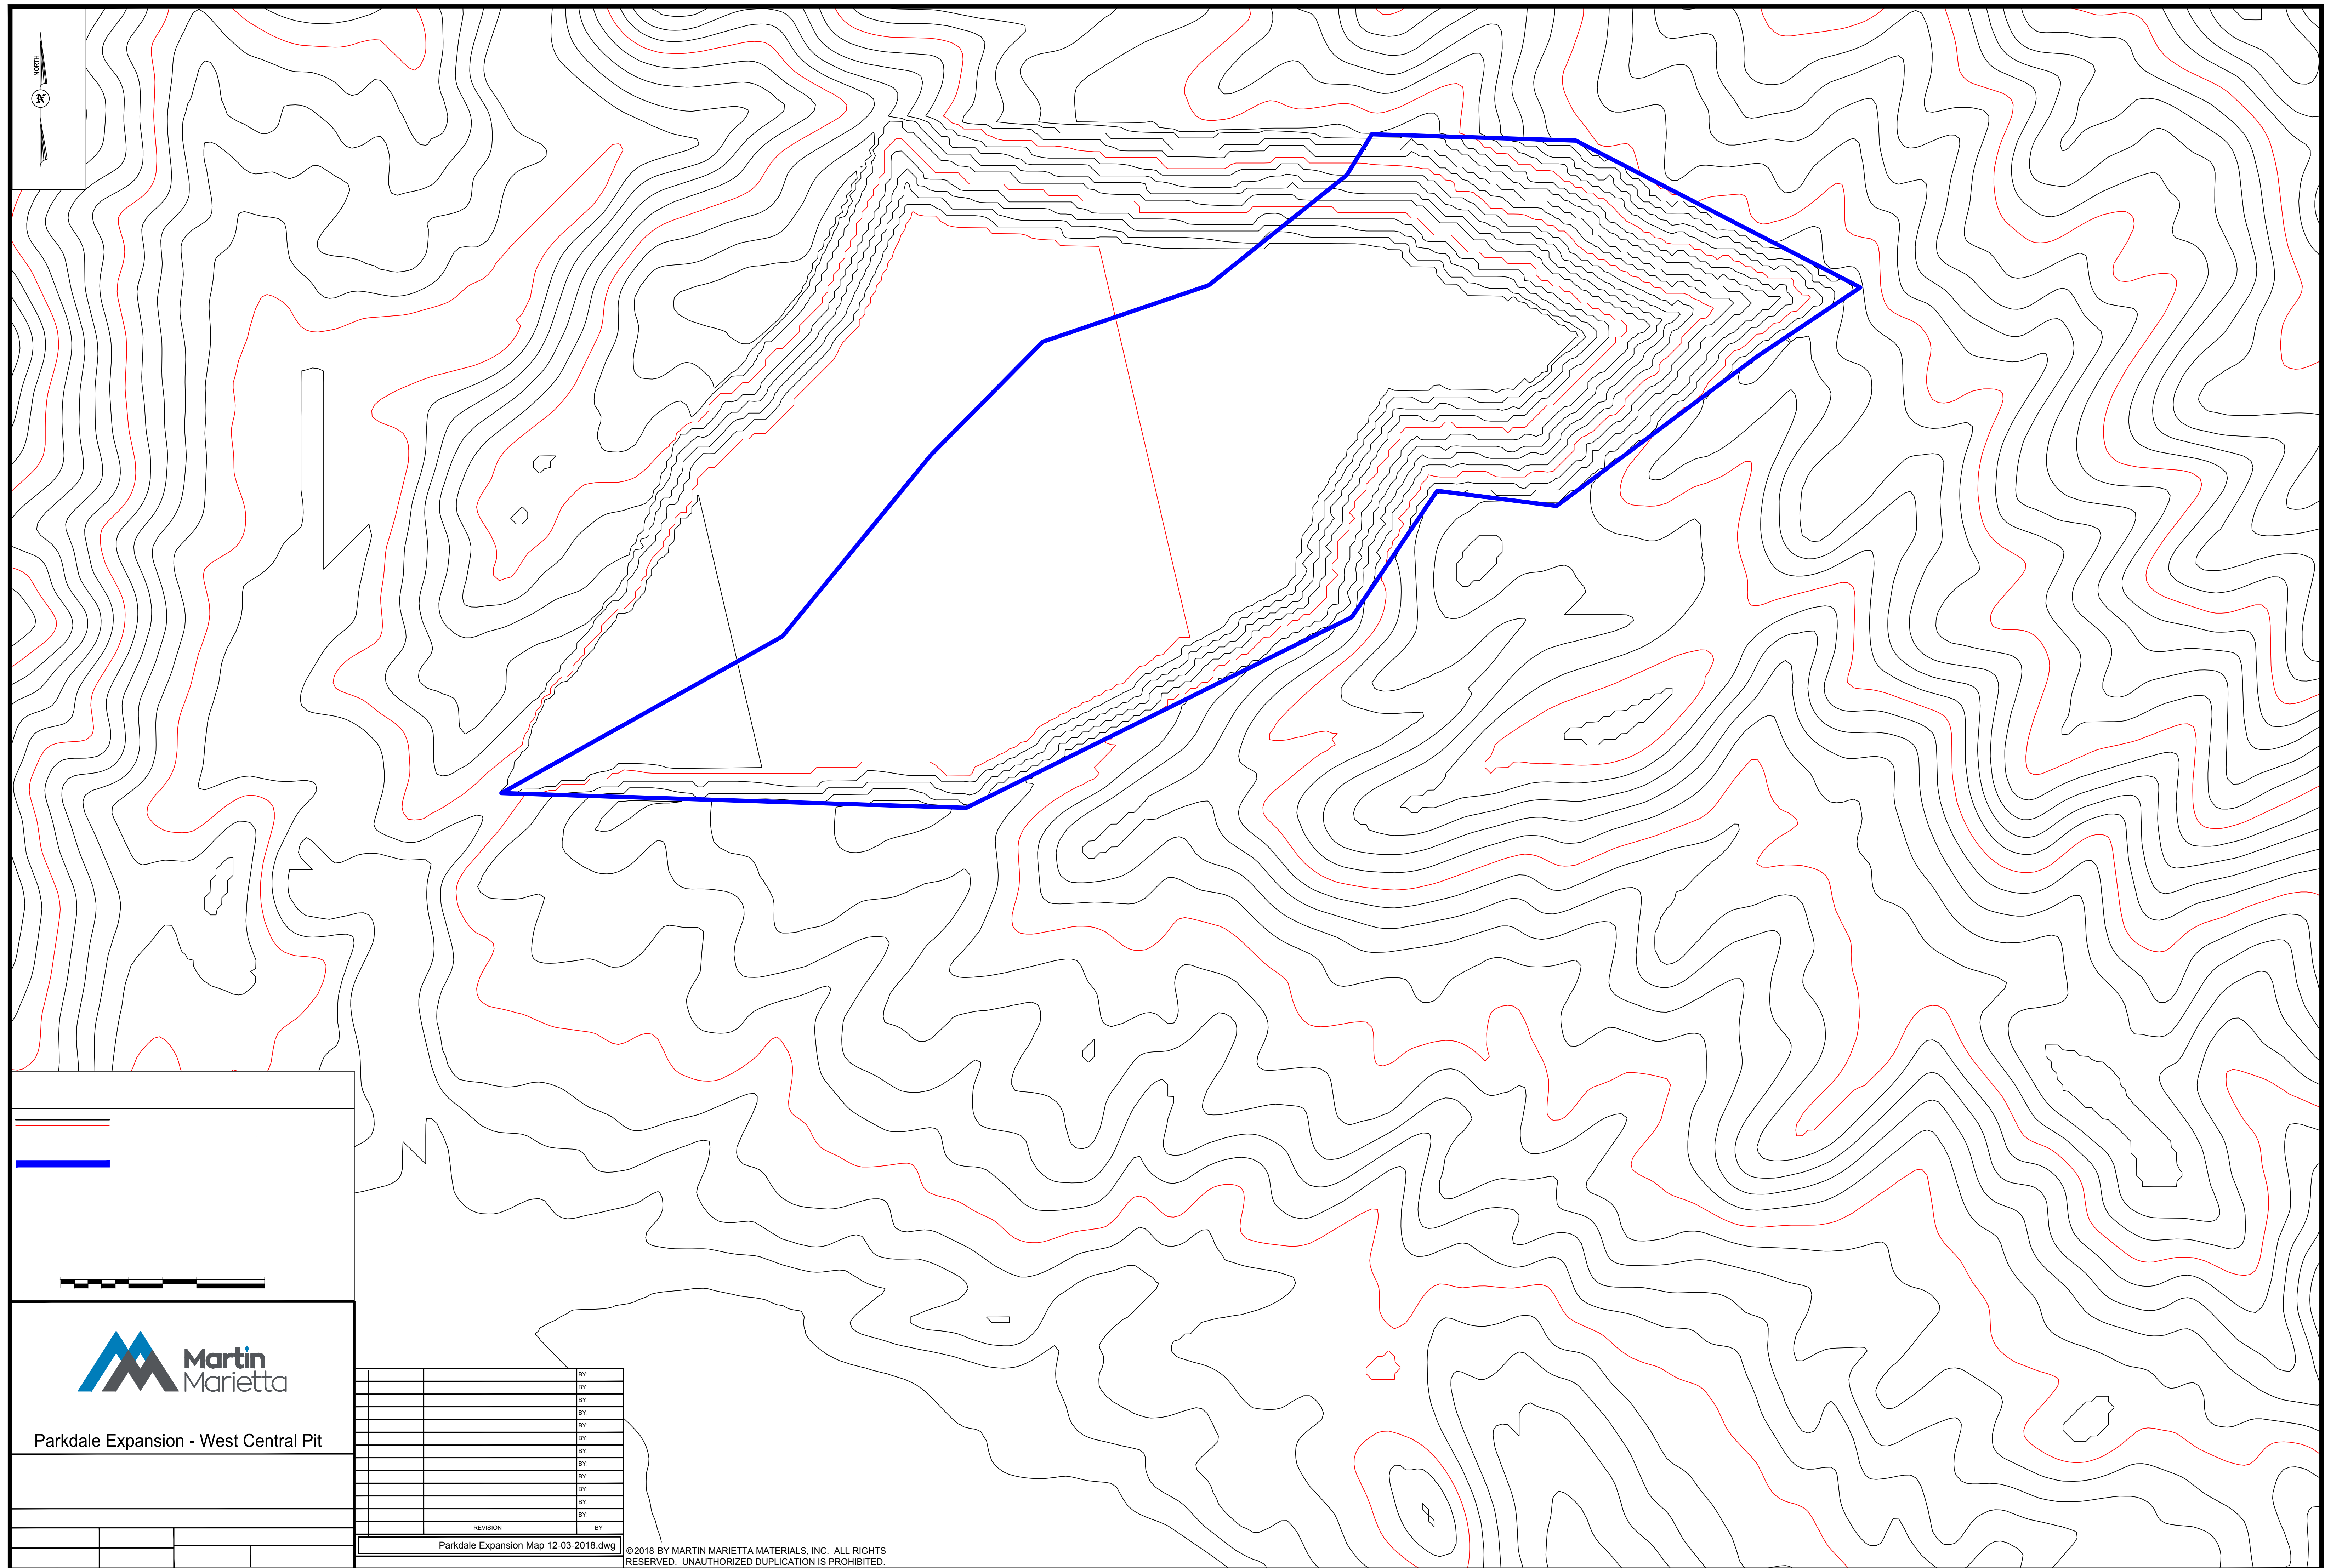 NORTH
N
Martin
Marietta
Parkdale Expansion - West Central Pit
BY:
BY:
BY:
BY:
BY:
BY:
BY:
BY:
BY:
BY:
BY:
BY:
REVISION BY
Parkdale Expansion Map 12-03-2018.dwg
©2018 BY MARTIN MARIETTA MATERIALS, INC. ALL RIGHTS
RESERVED. UNAUTHORIZED DUPLICATION IS PROHIBITED.